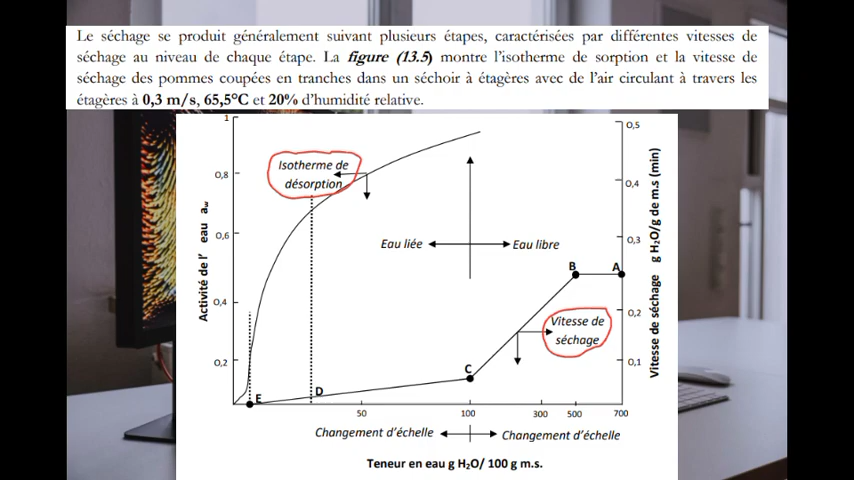 Le séchage se produit généralement suivant plusieurs étapes, caractérisées par différentes vitesses de
séchage au niveau de chaque étape. La figure (13.5) montre l'isotherme de sorption et la vitesse de
séchage des pommes coupées en tranches dans un séchoir à étagères avec de l'air circulant à travers les
étagères à 0,3 m/s, 65,5°C et 20% d'humidité relative.
1
0,8
0,6
0,4
0,2
Activité de l' eau aw
Isotherme de
désorption
Eau liée
Eau libre
B
A
Vitesse de
séchage
C
D
E
0,5
0,4
0,3
0,2
0,1
Vitesse de séchage g H2O/g de m.s (min)
50
100
300
500
700
Changement d'échelle
Changement d'échelle
Teneur en eau g H2O/ 100 g m.s.